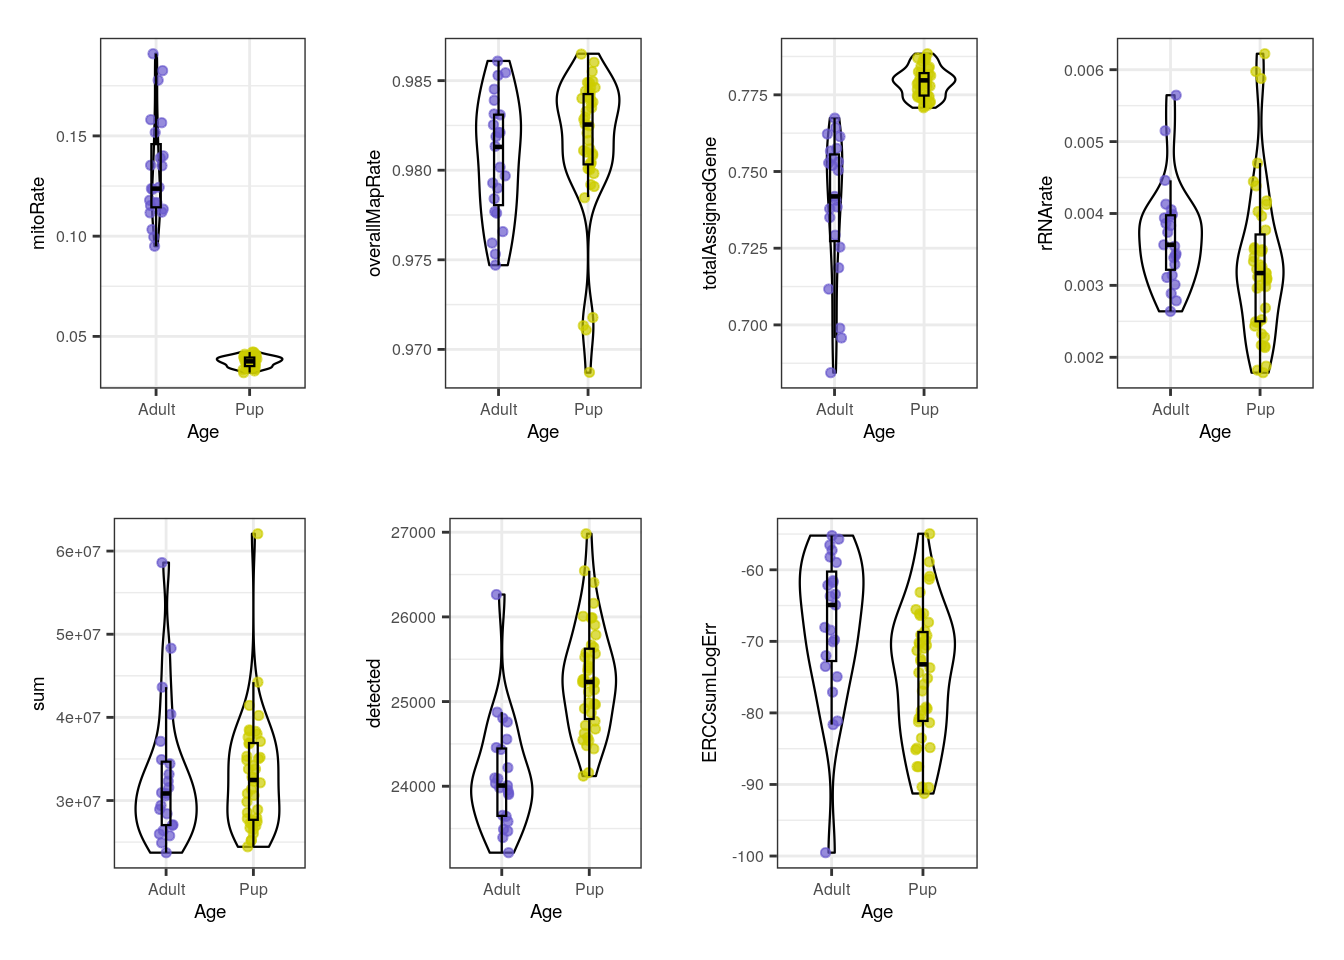 mitoRate
0.15
0.10
0.05
Adult Pup
Age
overallMapRate
0.985
0.980
0.975
0.970
Adult Pup
Age
totalAssignedGene
0.775
0.750
0.725
0.700
Adult Pup
Age
rRNArate
0.006
0.005
0.004
0.003
0.002
Adult Pup
Age
sum
6e+07
5e+07
4e+07
3e+07
Adult Pup
Age
detected
27000
26000
25000
24000
Adult Pup
Age
ERCCsumLogErr
-60
-70
-80
-90
-100
Adult Pup
Age